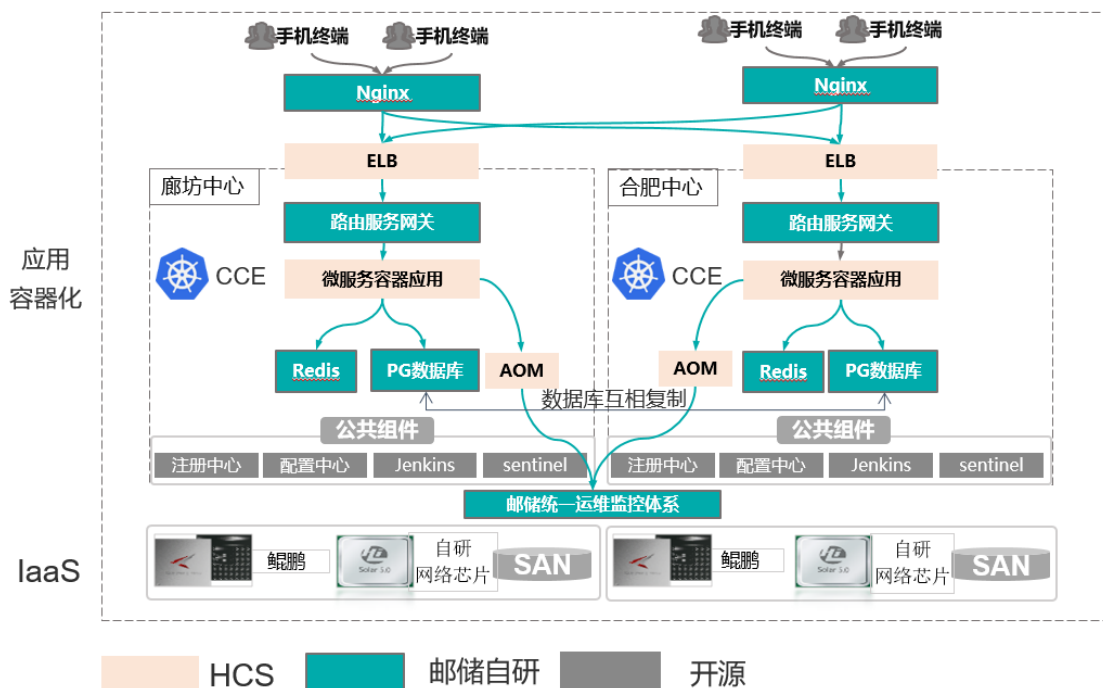 手机终端 手机终端 手机终端 手机终端
Nginx Nginx
ELB ELB
廊坊中心 合肥中心
路由服务网关 路由服务网关
应用
容器化
CCE 微服务容器应用 CCE 微服务容器应用
Redis PG数据库 AOM AOM Redis PG数据库
数据库互相复制
公共组件 公共组件
注册中心 配置中心 Jenkins sentinel 注册中心 配置中心 Jenkins sentinel
邮储统一运维监控体系
IaaS
鲲鹏 Solar 5.0 自研
网络芯片 SAN
鲲鹏 Solar 5.0 自研
网络芯片 SAN
HCS 邮储自研 开源